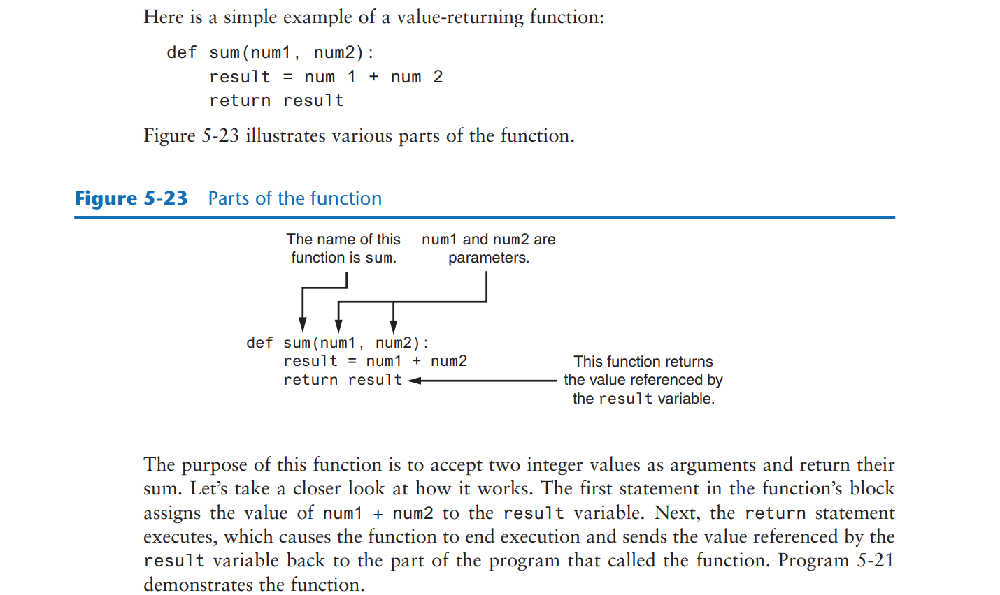 Here is a simple example of a value-returning function:
def sum(num1, num2):
    result = num 1 + num 2
    return result
Figure 5-23 illustrates various parts of the function.
Figure 5-23 Parts of the function
The name of this
function is sum.
num1 and num2 are
parameters.
def sum(num1, num2):
    result = num1 + num2
    return result
This function returns
the value referenced by
the result variable.
The purpose of this function is to accept two integer values as arguments and return their
sum. Let’s take a closer look at how it works. The first statement in the function’s block
assigns the value of num1 + num2 to the result variable. Next, the return statement
executes, which causes the function to end execution and sends the value referenced by the
result variable back to the part of the program that called the function. Program 5-21
demonstrates the function.